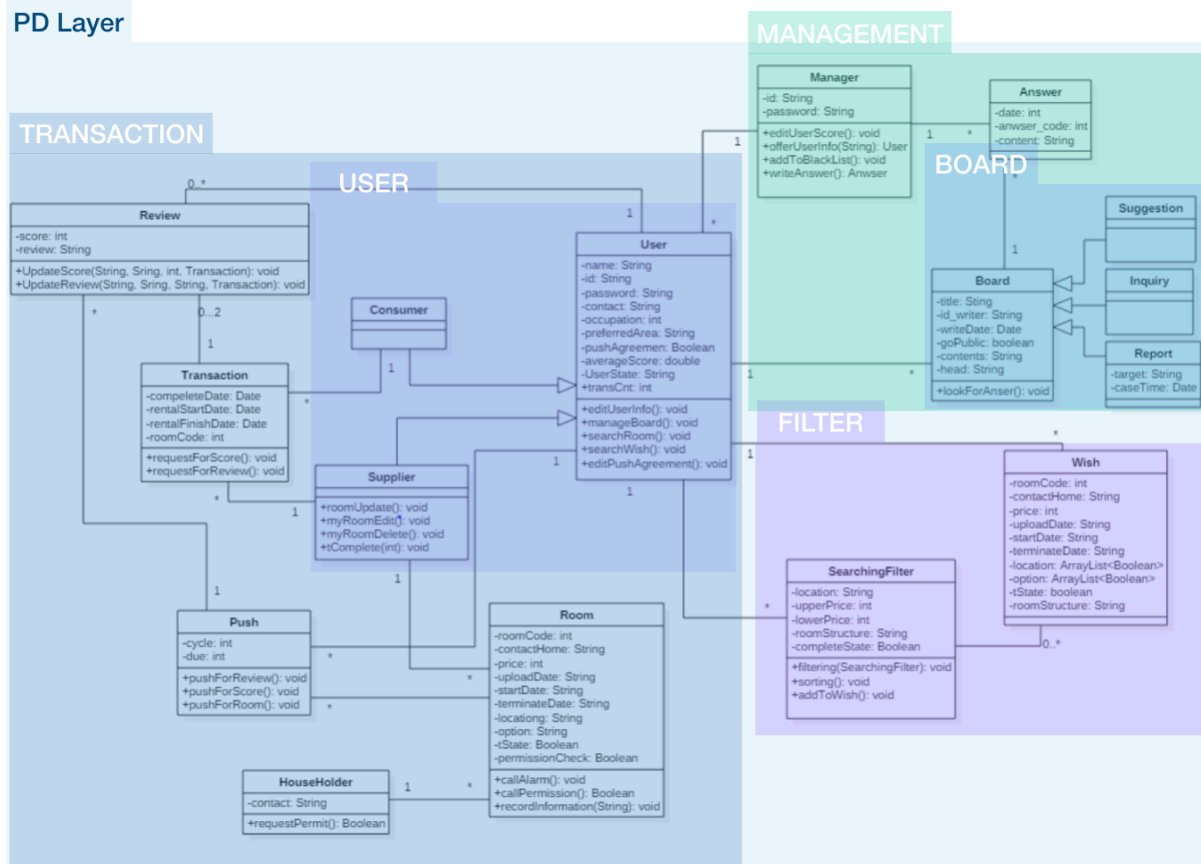 PD Layer
MANAGEMENT
Manager
-id: String
-password: String
+editUserScore(): void
+offerUserInfo(String): User
+addToBlackList(): void
+writeAnswer(): Anwser
1
*
Answer
-date: int
-anwser_code: int
-content: String
1
*
BOARD
*
1
Suggestion
Inquiry
Report
-target: String
-caseTime: Date
Board
-title: Sting
-id_writer: String
-writeDate: Date
-goPublic: boolean
-contents: String
-head: String
+lookForAnser(): void
1
*
TRANSACTION
USER
0..*
1
Review
-score: int
-review: String
+UpdateScore(String, Sring, int, Transaction): void
+UpdateReview(String, Sring, String, Transaction): void
*
0...2
1
User
-name: String
-id: String
-password: String
-contact: String
-occupation: int
-preferredArea: String
-pushAgreemen: Boolean
-averageScore: double
-UserState: String
+transCnt: int
+editUserInfo(): void
+manageBoard(): void
+searchRoom(): void
+searchWish(): void
+editPushAgreement(): void
1
1
Consumer
1
*
Transaction
-compeleteDate: Date
-rentalStartDate: Date
-rentalFinishDate: Date
-roomCode: int
+requestForScore(): void
+requestForReview(): void
*
1
Supplier
+roomUpdate(): void
+myRoomEdit(): void
+myRoomDelete(): void
+tComplete(int): void
1
FILTER
1
*
Wish
-roomCode: int
-contactHome: String
-price: int
-uploadDate: String
-startDate: String
-terminateDate: String
-location: ArrayList<Boolean>
-option: ArrayList<Boolean>
-tState: boolean
-roomStructure: String
0..*
SearchingFilter
-location: String
-upperPrice: int
-lowerPrice: int
-roomStructure: String
-completeState: Boolean
+filtering(SearchingFilter): void
+sorting(): void
+addToWish(): void
*
1
Push
-cycle: int
-due: int
+pushForReview(): void
+pushForScore(): void
+pushForRoom(): void
*
*
*
Room
-roomCode: int
-contactHome: String
-price: int
-uploadDate: String
-startDate: String
-terminateDate: String
-locationg: String
-option: String
-tState: Boolean
-permissionCheck: Boolean
+callAlarm(): void
+callPermission(): Boolean
+recordInformation(String): void
HouseHolder
-contact: String
+requestPermit(): Boolean
1
*